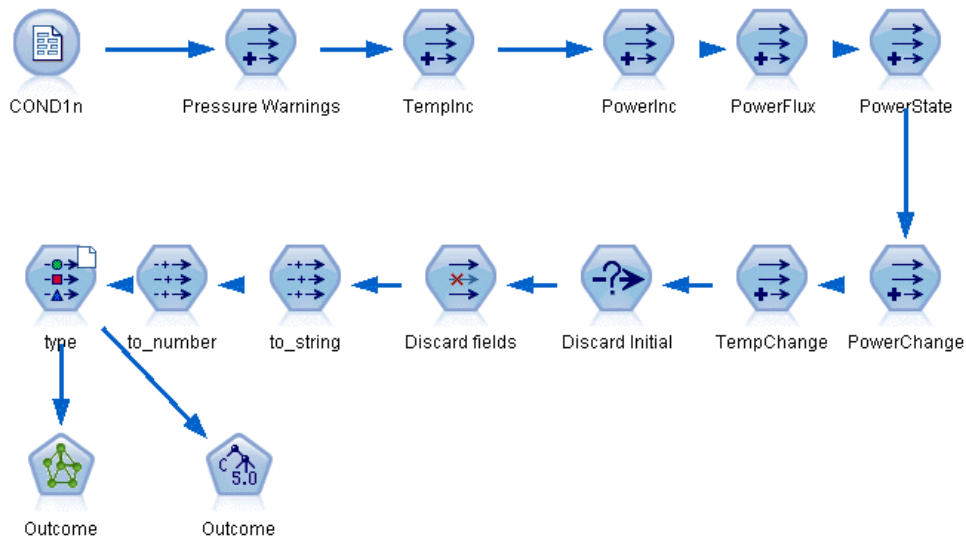 COND1n
Pressure Warnings
TempInc
PowerInc
PowerFlux
PowerState
type
to_number
to_string
Discard fields
Discard Initial
TempChange
PowerChange
C
5.0
Outcome
Outcome